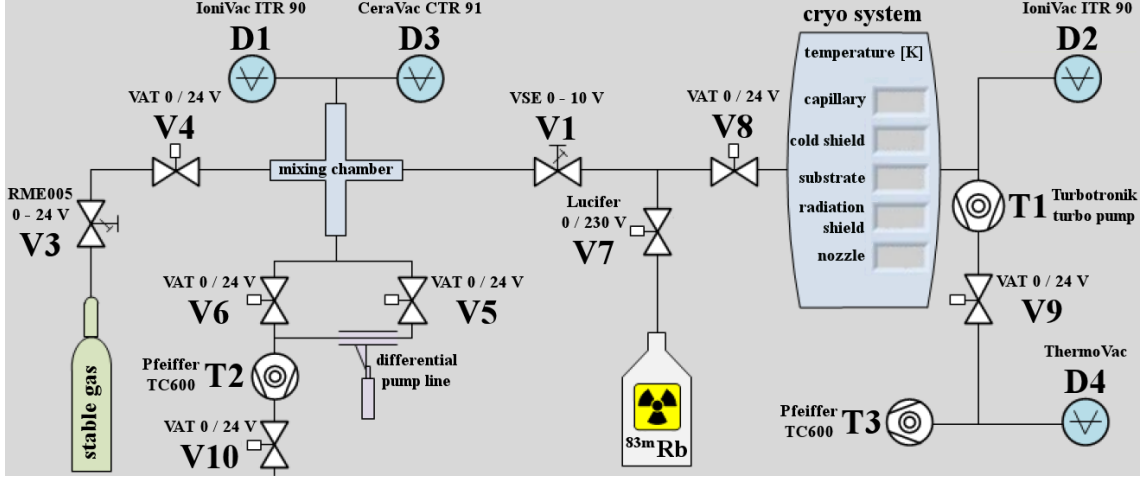 IoniVac ITR 90
D1
CeraVac CTR 91
D3
cryo system
IoniVac ITR 90
D2
temperature [K]
VAT 0 / 24 V
V4
VSE 0 - 10 V
V1
VAT 0 / 24 V
V8
capillary
cold shield
substrate
radiation
shield
nozzle
mixing chamber
RME005
0 - 24 V
V3
Lucifer
0 / 230 V
V7
T1
Turbotronik
turbo pump
VAT 0 / 24 V
V6
VAT 0 / 24 V
V5
VAT 0 / 24 V
V9
stable gas
Pfeiffer
TC600
T2
differential
pump line
ThermoVac
D4
Pfeiffer
TC600
T3
VAT 0 / 24 V
V10
83mRb